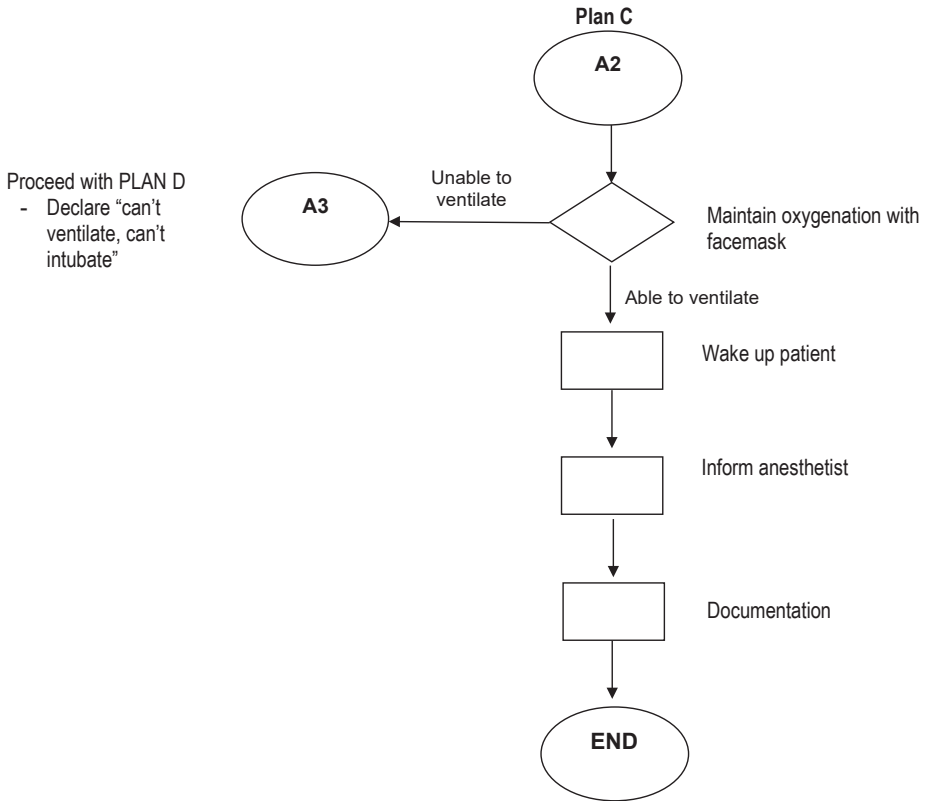 Plan C
A2
Proceed with PLAN D
- Declare “can’t
ventilate, can’t
intubate”
A3
Unable to
ventilate
Maintain oxygenation with
facemask
Able to ventilate
Wake up patient
Inform anesthetist
Documentation
END